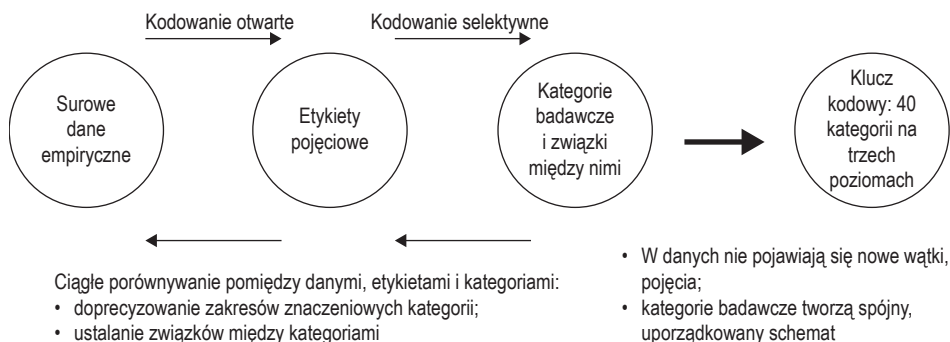 Kodowanie otwarte
Kodowanie selektywne
Surowe
dane
empiryczne
Etykiety
pojęciowe
Kategorie
badawcze
i związki
między nimi
Klucz
kodowy: 40
kategorii na
trzech
poziomach
Ciągłe porównywanie pomiędzy danymi, etykietami i kategoriami:
• doprecyzowanie zakresów znaczeniowych kategorii;
• ustalanie związków między kategoriami
• W danych nie pojawiają się nowe wątki,
pojęcia;
• kategorie badawcze tworzą spójny,
uporządkowany schemat